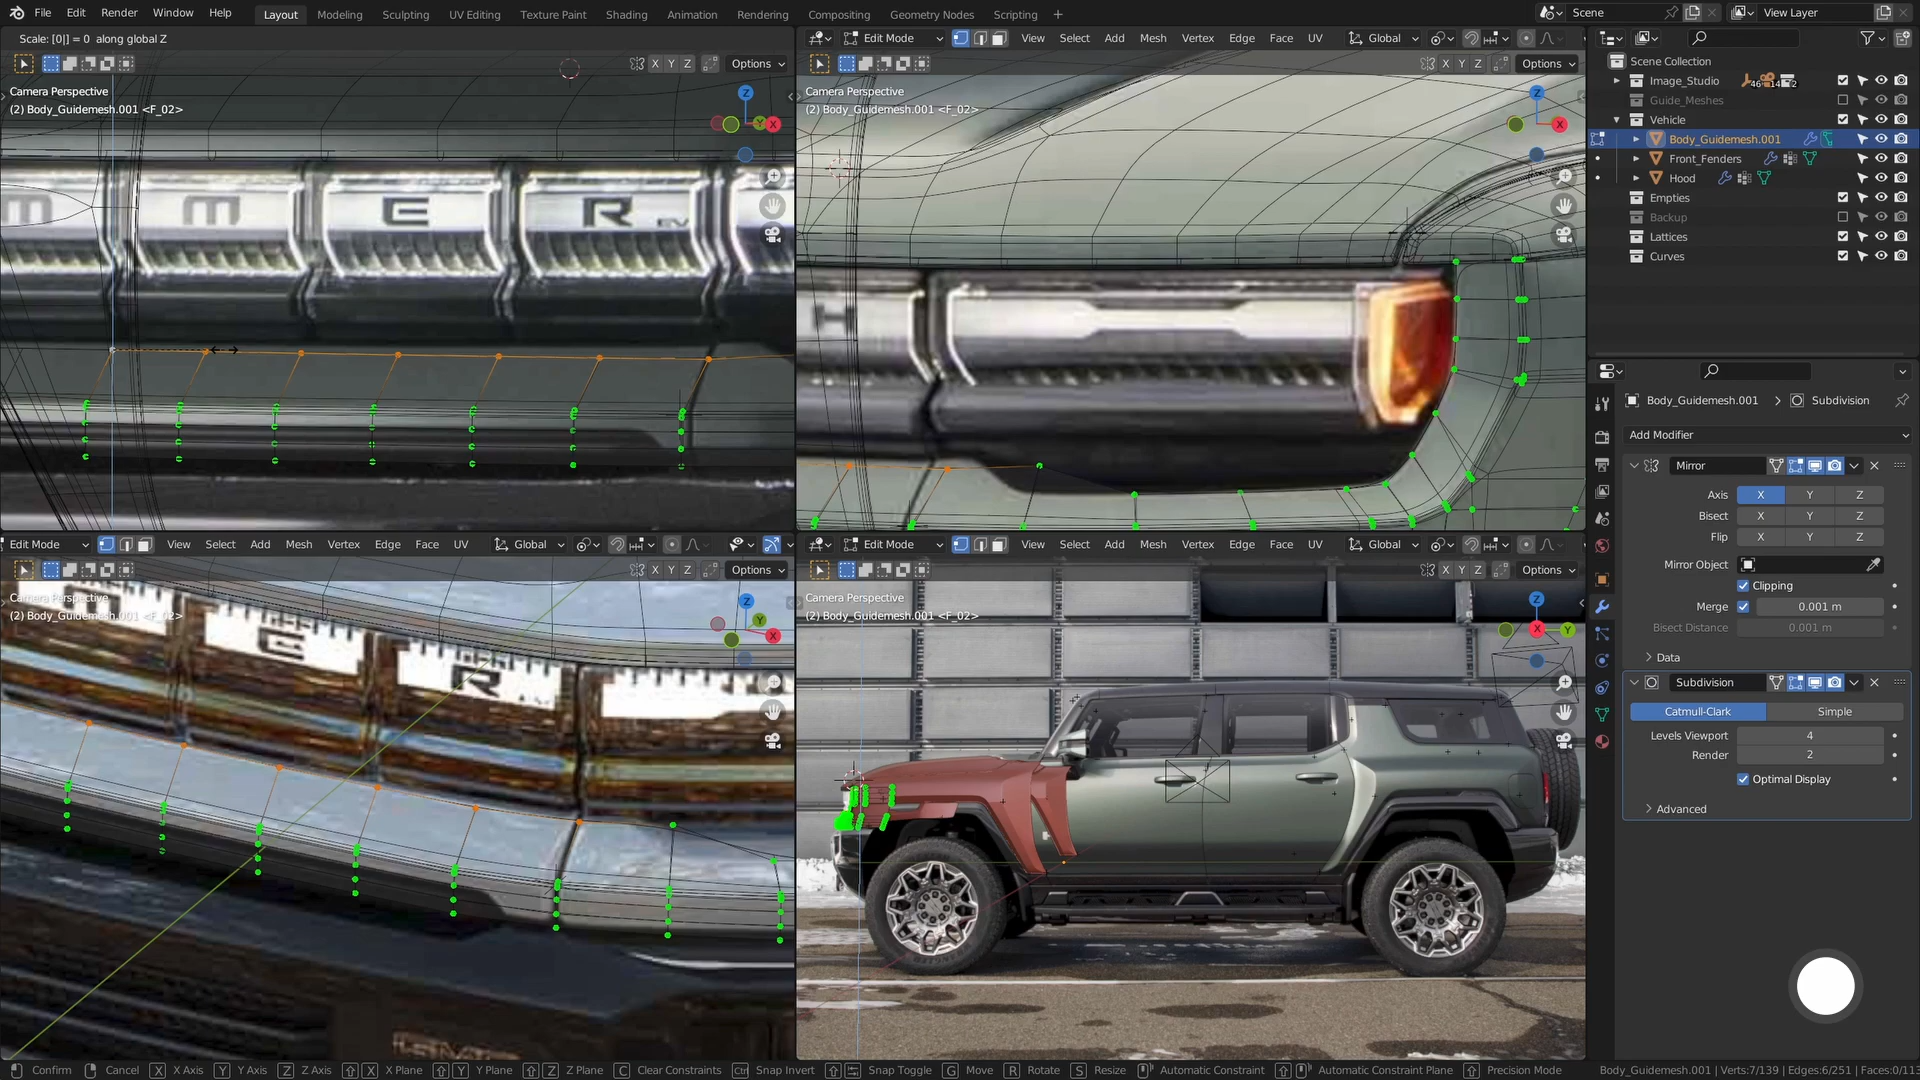 File Edit Render Window Help Layout Modeling Sculpting UV Editing Texture Paint Shading Animation Rendering Compositing Geometry Nodes Scripting + Scene View Layer
Scale: [0|] = 0 along global Z
Edit Mode View Select Add Mesh Vertex Edge Face UV Global
X Y Z Options
X Y Z Options
Camera Perspective
(2) Body_Guidemesh.001 <F_02>
Camera Perspective
(2) Body_Guidemesh.001 <F_02>
Z
Y
X
Z
X
M M E R EV
H
Edit Mode View Select Add Mesh Vertex Edge Face UV Global
Edit Mode View Select Add Mesh Vertex Edge Face UV Global
X Y Z Options
X Y Z Options
Camera Perspective
(2) Body_Guidemesh.001 <F_02>
Camera Perspective
(2) Body_Guidemesh.001 <F_02>
Z
Y
X
Z
X
Y
E R
Scene Collection
Image_Studio 46 14 2
Guide_Meshes
Vehicle
Body_Guidemesh.001
Front_Fenders
Hood
Empties
Backup
Lattices
Curves
Body_Guidemesh.001 > Subdivision
Add Modifier
Mirror
Axis X Y Z
Bisect X Y Z
Flip X Y Z
Mirror Object
Clipping
Merge 0.001 m
Bisect Distance 0.001 m
Data
Subdivision
Catmull-Clark Simple
Levels Viewport 4
Render 2
Optimal Display
Advanced
Confirm Cancel X X Axis Y Y Axis Z Z Axis X X Plane Y Y Plane Z Z Plane C Clear Constraints Ctrl Snap Invert Snap Toggle G Move R Rotate S Resize Automatic Constraint Automatic Constraint Plane Precision Mode Body_Guidemesh.001 | Verts:7/139 | Edges:6/251 | Faces:0/113